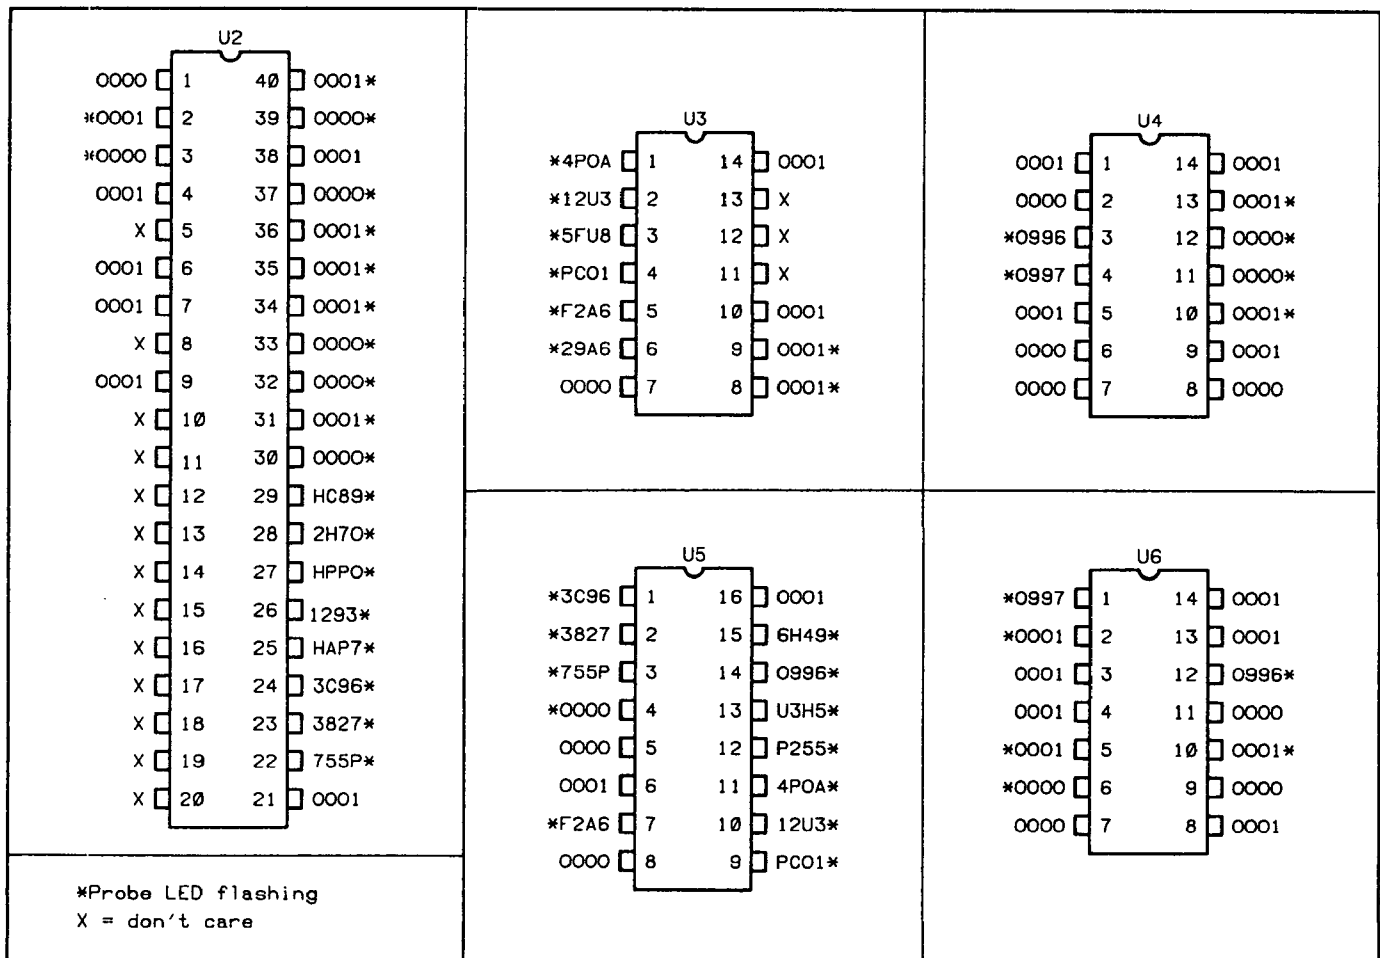 U2
0000 1 40 0001*
*0001 2 39 0000*
*0000 3 38 0001
0001 4 37 0000*
X 5 36 0001*
0001 6 35 0001*
0001 7 34 0001*
X 8 33 0000*
0001 9 32 0000*
X 10 31 0001*
X 11 30 0000*
X 12 29 HC89*
X 13 28 2H70*
X 14 27 HPP0*
X 15 26 1293*
X 16 25 HAP7*
X 17 24 3C96*
X 18 23 3827*
X 19 22 755P*
X 20 21 0001
*Probe LED flashing
X = don't care
U3
*4P0A 1 14 0001
*12U3 2 13 X
*5FU8 3 12 X
*PC01 4 11 X
*F2A6 5 10 0001
*29A6 6 9 0001*
0000 7 8 0001*
U4
0001 1 14 0001
0000 2 13 0001*
*0996 3 12 0000*
*0997 4 11 0000*
0001 5 10 0001*
0000 6 9 0001
0000 7 8 0000
U5
*3C96 1 16 0001
*3827 2 15 6H49*
*755P 3 14 0996*
*0000 4 13 U3H5*
0000 5 12 P255*
0001 6 11 4P0A*
*F2A6 7 10 12U3*
0000 8 9 PC01*
U6
*0997 1 14 0001
*0001 2 13 0001
0001 3 12 0996*
0001 4 11 0000
*0001 5 10 0001*
*0000 6 9 0000
0000 7 8 0001